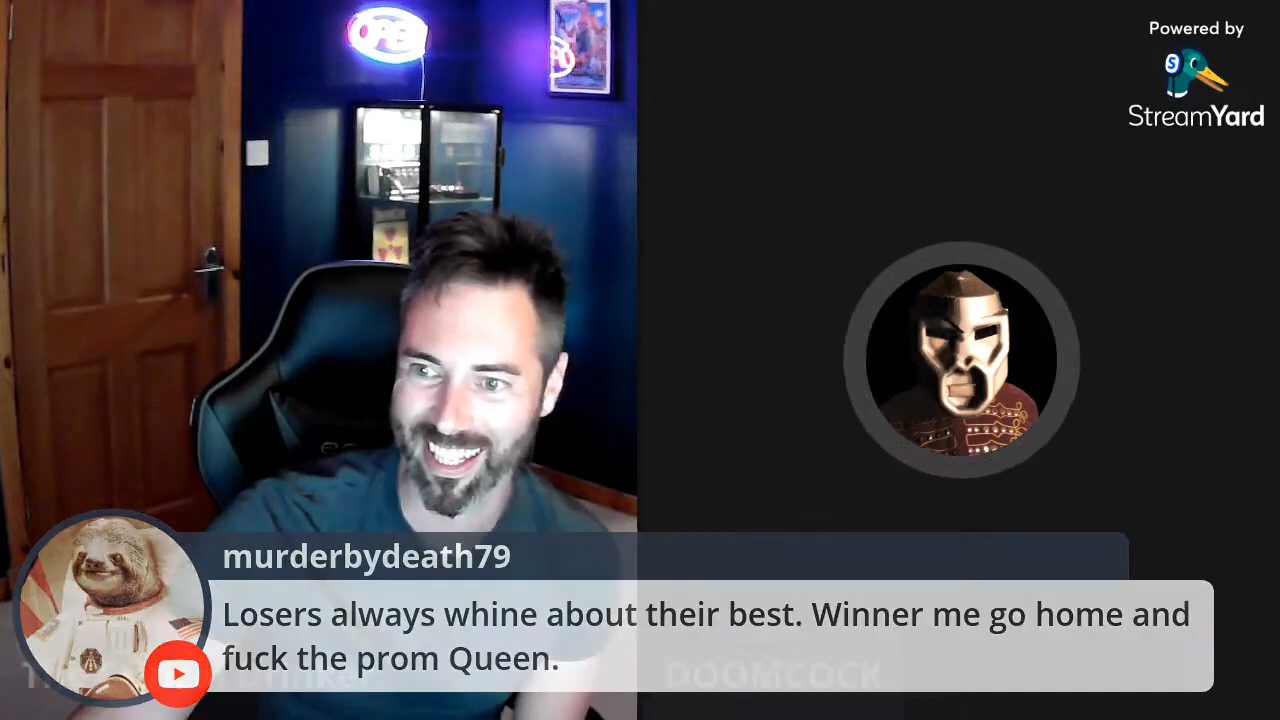 OPEN
Powered by
StreamYard
murderbydeath79
Losers always whine about their best. Winner me go home and
fuck the prom Queen.
DOOMCOCK